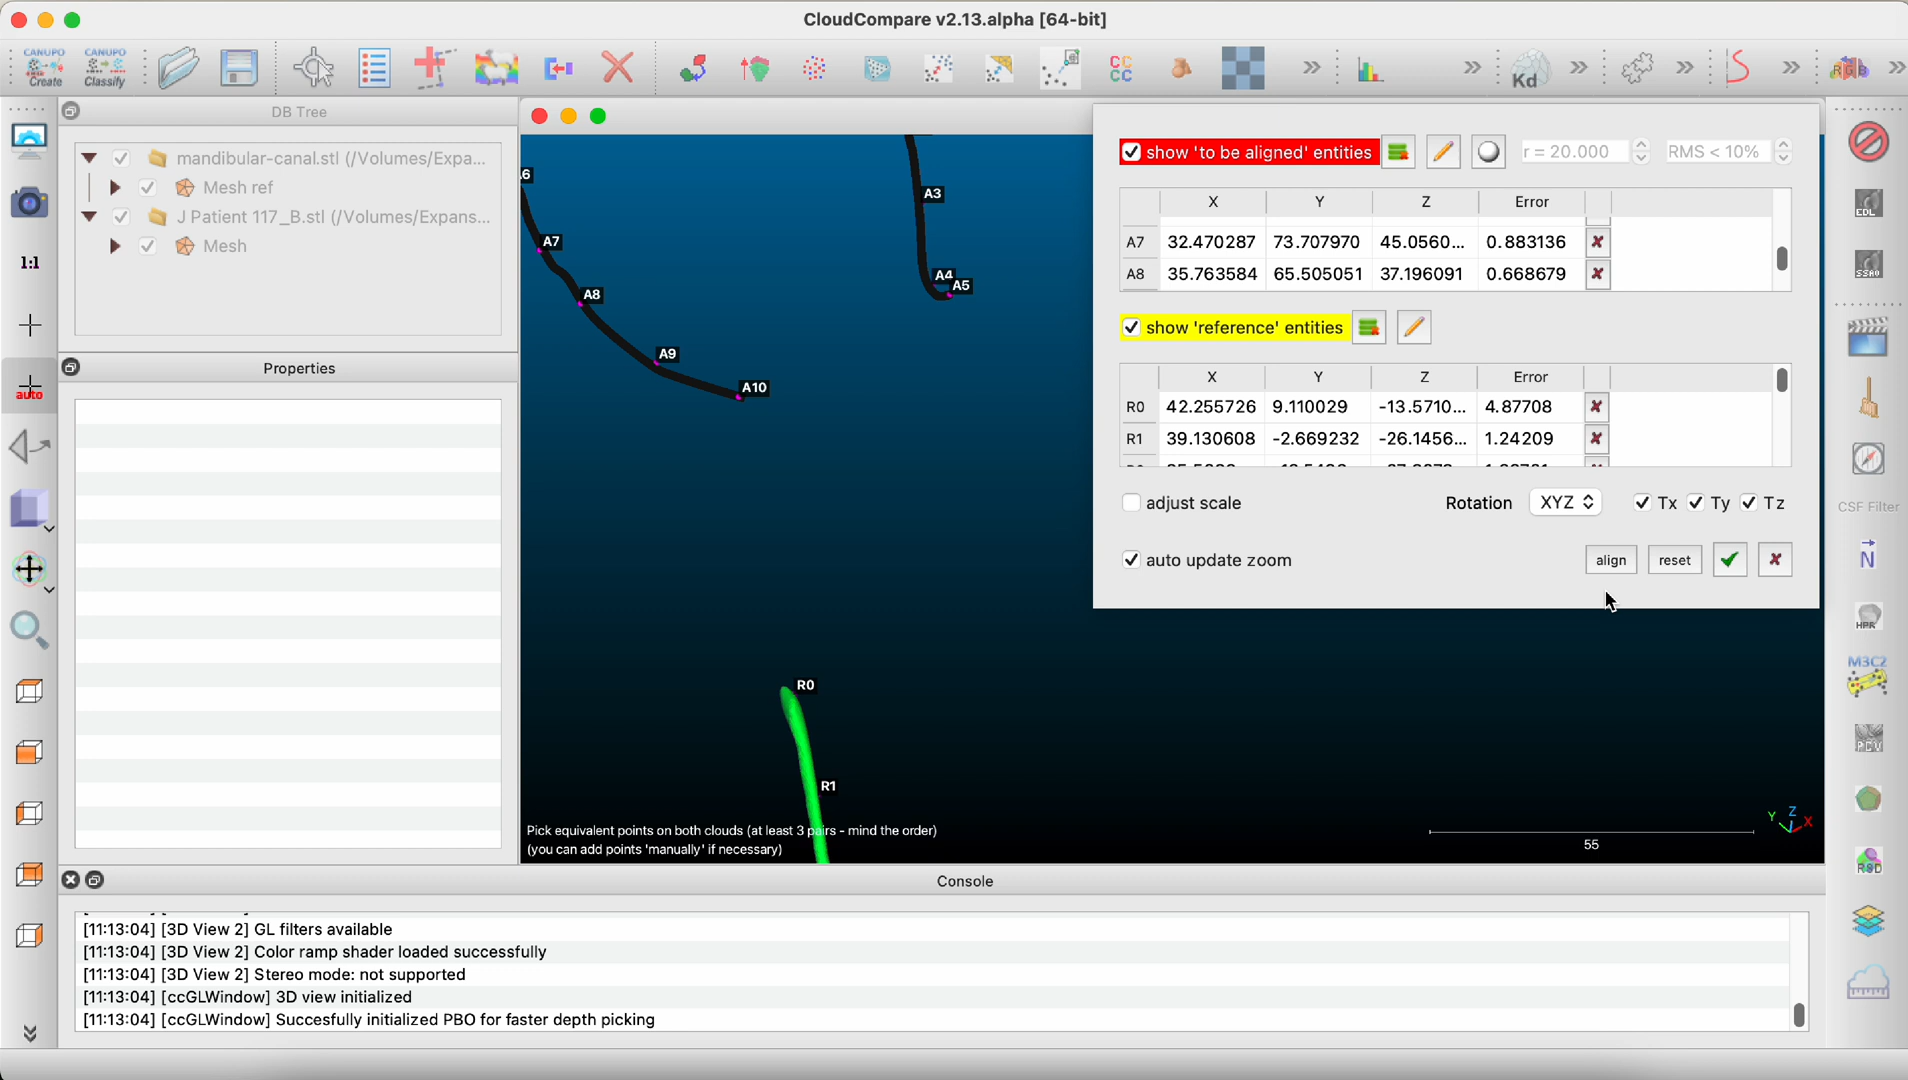 CloudCompare v2.13.alpha [64-bit]
CANUPO
Create
CANUPO
Classify
CC
CC
Kd
RGB
DB Tree
mandibular-canal.stl (/Volumes/Expa...
Mesh ref
J Patient 117_B.stl (/Volumes/Expans...
Mesh
1:1
auto
Properties
A3
A7
A4
A5
A8
A9
A10
R0
R1
Pick equivalent points on both clouds (at least 3 pairs - mind the order)
(you can add points 'manually' if necessary)
55
Y
Z
X
show 'to be aligned' entities
r = 20.000
RMS < 10%
X Y Z Error
A7 32.470287 73.707970 45.0560... 0.883136
A8 35.763584 65.505051 37.196091 0.668679
show 'reference' entities
X Y Z Error
R0 42.255726 9.110029 -13.5710... 4.87708
R1 39.130608 -2.669232 -26.1456... 1.24209
adjust scale
Rotation XYZ Tx Ty Tz
auto update zoom
align reset
EDL
SSAO
CSF Filter
N
HPR
M3C2
PCV
Console
[11:13:04] [3D View 2] GL filters available
[11:13:04] [3D View 2] Color ramp shader loaded successfully
[11:13:04] [3D View 2] Stereo mode: not supported
[11:13:04] [ccGLWindow] 3D view initialized
[11:13:04] [ccGLWindow] Succesfully initialized PBO for faster depth picking